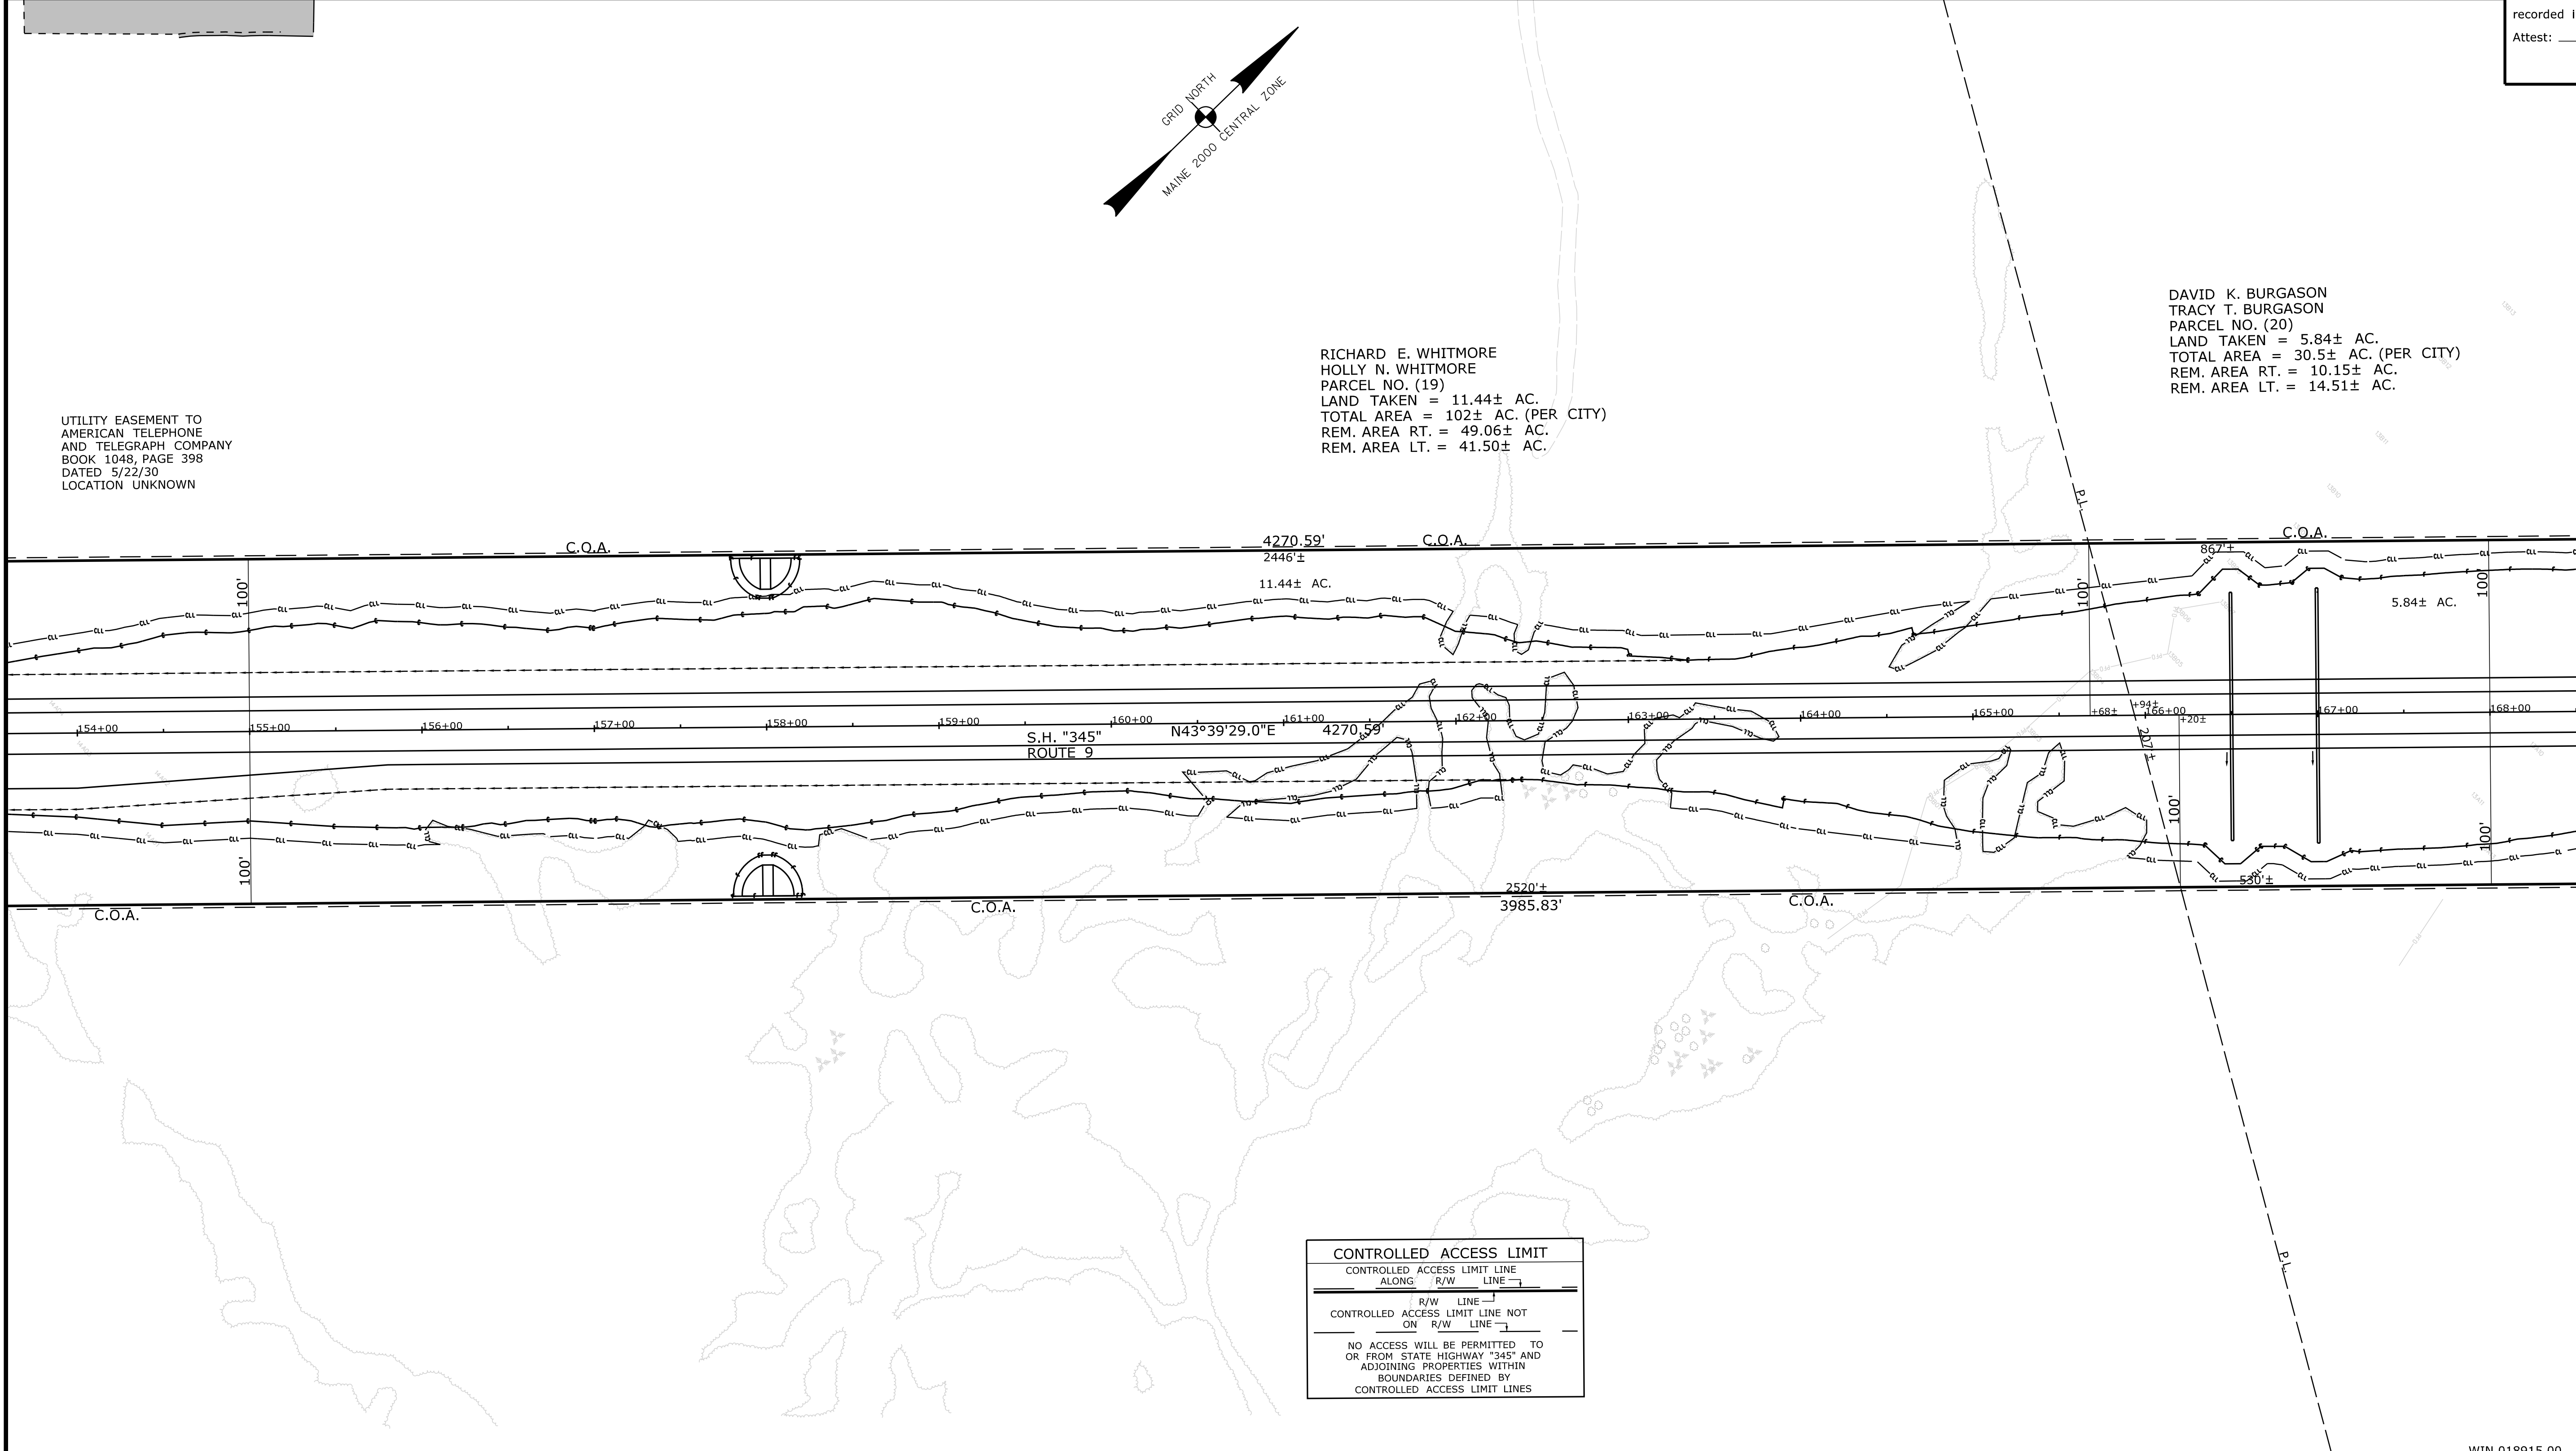 recorded i
Attest:
GRID NORTH
MAINE 2000 CENTRAL ZONE
DAVID K. BURGASON
TRACY T. BURGASON
PARCEL NO. (20)
LAND TAKEN = 5.84± AC.
TOTAL AREA = 30.5± AC. (PER CITY)
REM. AREA RT. = 10.15± AC.
REM. AREA LT. = 14.51± AC.
RICHARD E. WHITMORE
HOLLY N. WHITMORE
PARCEL NO. (19)
LAND TAKEN = 11.44± AC.
TOTAL AREA = 102± AC. (PER CITY)
REM. AREA RT. = 49.06± AC.
REM. AREA LT. = 41.50± AC.
UTILITY EASEMENT TO
AMERICAN TELEPHONE
AND TELEGRAPH COMPANY
BOOK 1048, PAGE 398
DATED 5/22/30
LOCATION UNKNOWN
P.L.
C.O.A.
4270.59'
C.O.A.
C.O.A.
2446'±
867'±
11.44± AC.
5.84± AC.
100'
100'
100'
154+00
155+00
156+00
157+00
158+00
159+00
160+00
161+00
162+00
163+00
164+00
165+00
+68±
+94±
166+00
+20±
167+00
168+00
S.H. "345"
N43°39'29.0"E
4270.59'
ROUTE 9
207'±
100'
100'
100'
2520'±
530'±
C.O.A.
C.O.A.
3985.83'
C.O.A.
P.L.
CONTROLLED ACCESS LIMIT
CONTROLLED ACCESS LIMIT LINE
ALONG R/W LINE
R/W LINE
CONTROLLED ACCESS LIMIT LINE NOT
ON R/W LINE
NO ACCESS WILL BE PERMITTED TO
OR FROM STATE HIGHWAY "345" AND
ADJOINING PROPERTIES WITHIN
BOUNDARIES DEFINED BY
CONTROLLED ACCESS LIMIT LINES
WIN 018915.00